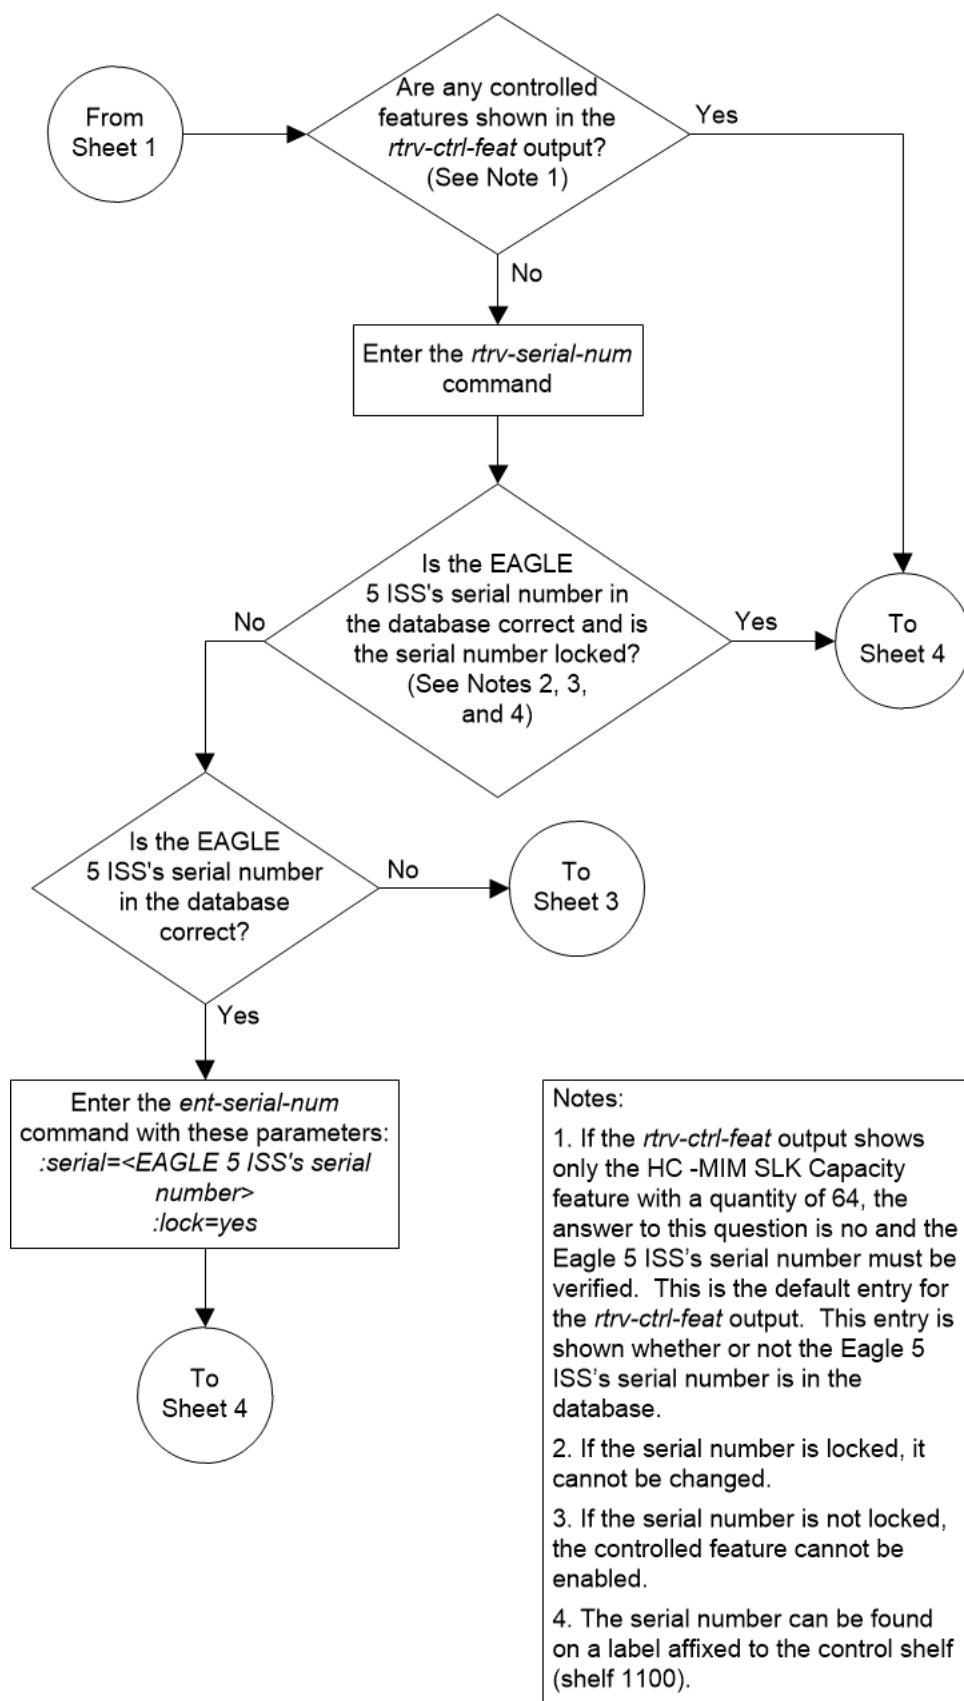 From
Sheet 1
Are any controlled
features shown in the
rtrv-ctrl-feat output?
(See Note 1)
Yes
No
Enter the rtrv-serial-num
command
Is the EAGLE
5 ISS's serial number in
the database correct and is
the serial number locked?
(See Notes 2, 3,
and 4)
No
Yes
To
Sheet 4
Is the EAGLE
5 ISS's serial number
in the database
correct?
No
To
Sheet 3
Yes
Enter the ent-serial-num
command with these parameters:
:serial=<EAGLE 5 ISS's serial
number>
:lock=yes
To
Sheet 4
Notes:
1. If the rtrv-ctrl-feat output shows
only the HC -MIM SLK Capacity
feature with a quantity of 64, the
answer to this question is no and the
Eagle 5 ISS's serial number must be
verified.  This is the default entry for
the rtrv-ctrl-feat output.  This entry is
shown whether or not the Eagle 5
ISS's serial number is in the
database.
2. If the serial number is locked, it
cannot be changed.
3. If the serial number is not locked,
the controlled feature cannot be
enabled.
4. The serial number can be found
on a label affixed to the control shelf
(shelf 1100).